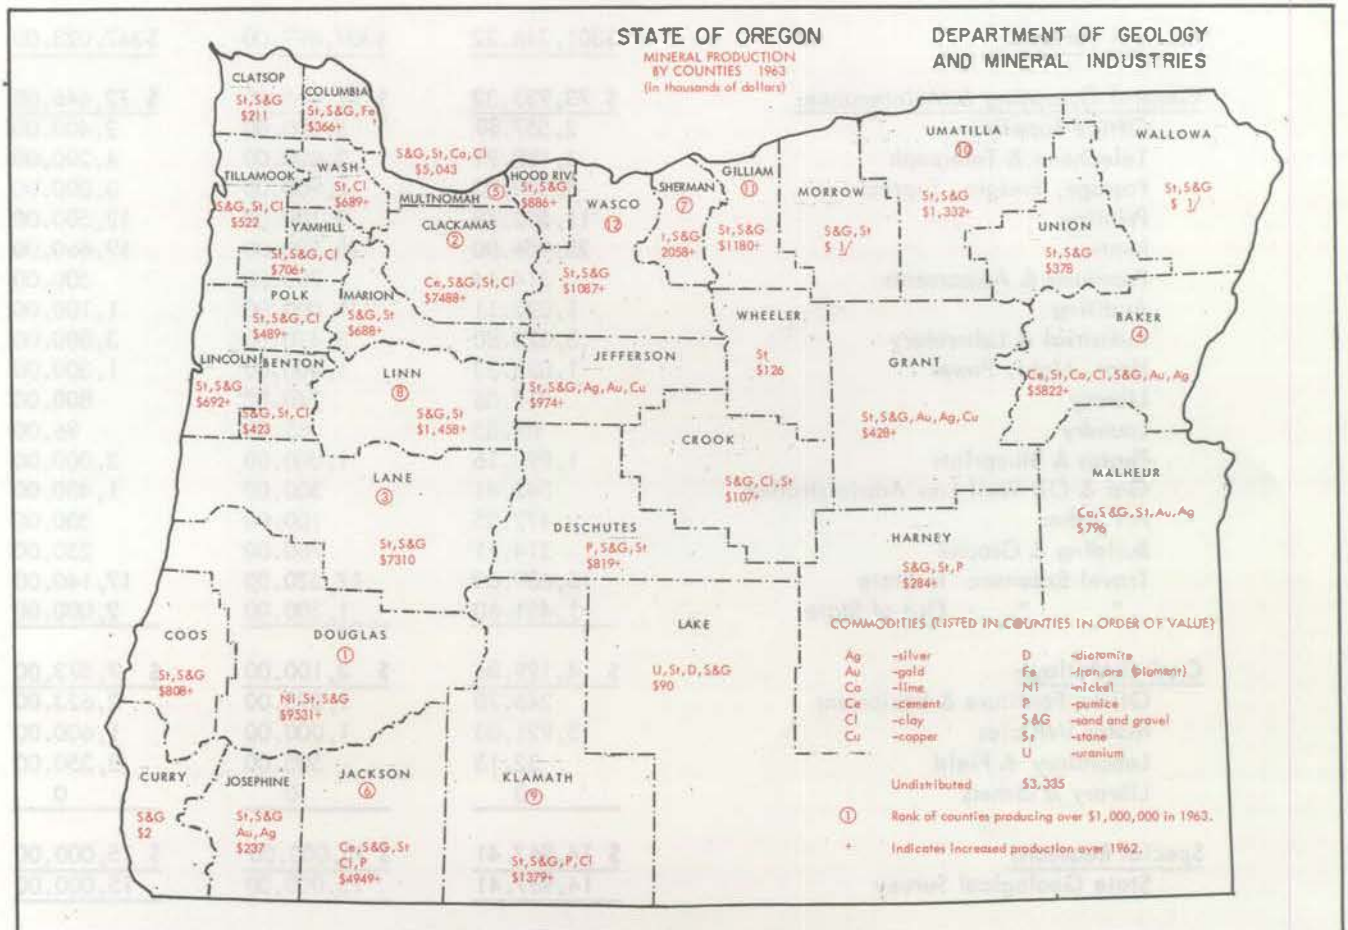 STATE OF OREGON
MINERAL PRODUCTION
BY COUNTIES 1963
(in thousands of dollars)
DEPARTMENT OF GEOLOGY
AND MINERAL INDUSTRIES
CLATSOP
St,S&G
$211
COLUMBIA
St,S&G,Fe
$366+
TILLAMOOK
S&G,St,Cl
$522
WASH
St,Cl
$689+
S&G,St,Ca,Cl
$5,043
MULTNOMAH
5
HOOD RIV.
St,S&G
$886+
YAMHILL
St,S&G,Cl
$706+
CLACKAMAS
2
Ce,S&G,St,Cl
$7488+
WASCO
12
St,S&G
$1087+
SHERMAN
7
t,S&G
2058+
GILLIAM
11
St,S&G
$1180+
MORROW
S&G,St
$ 1/
UMATILLA
10
St,S&G
$1,332+
WALLOWA
St,S&G
$ 1/
UNION
St,S&G
$378
POLK
St,S&G,Cl
$489+
MARION
S&G,St
$688+
LINCOLN
St,S&G
$692+
BENTON
S&G,St,Cl
$423
LINN
8
S&G,St
$1,458+
JEFFERSON
St,S&G,Ag,Au,Cu
$974+
WHEELER
St
$126
GRANT
St,S&G,Au,Ag,Cu
$428+
BAKER
4
Ce,St,Ca,Cl,S&G,Au,Ag
$5822+
LANE
3
St,S&G
$7310
CROOK
S&G,Cl,St
$107+
DESCHUTES
P,S&G,St
$819+
HARNEY
S&G,St,P
$284+
MALHEUR
Ca,S&G,St,Au,Ag
$796
COOS
St,S&G
$808+
DOUGLAS
1
Ni,St,S&G
$9531+
LAKE
U,St,D,S&G
$90
CURRY
S&G
$2
JOSEPHINE
St,S&G
Au,Ag
$237
JACKSON
6
Ce,S&G,St
Cl,P
$4949+
KLAMATH
9
St,S&G,P,Cl
$1379+
COMMODITIES (LISTED IN COUNTIES IN ORDER OF VALUE)
Ag -silver D -diatomite
Au -gold Fe -iron ore (pigment)
Ca -lime Ni -nickel
Ce -cement P -pumice
Cl -clay S&G -sand and gravel
Cu -copper St -stone
U -uranium
Undistributed $3,335
1 Rank of counties producing over $1,000,000 in 1963.
+ Indicates increased production over 1962.